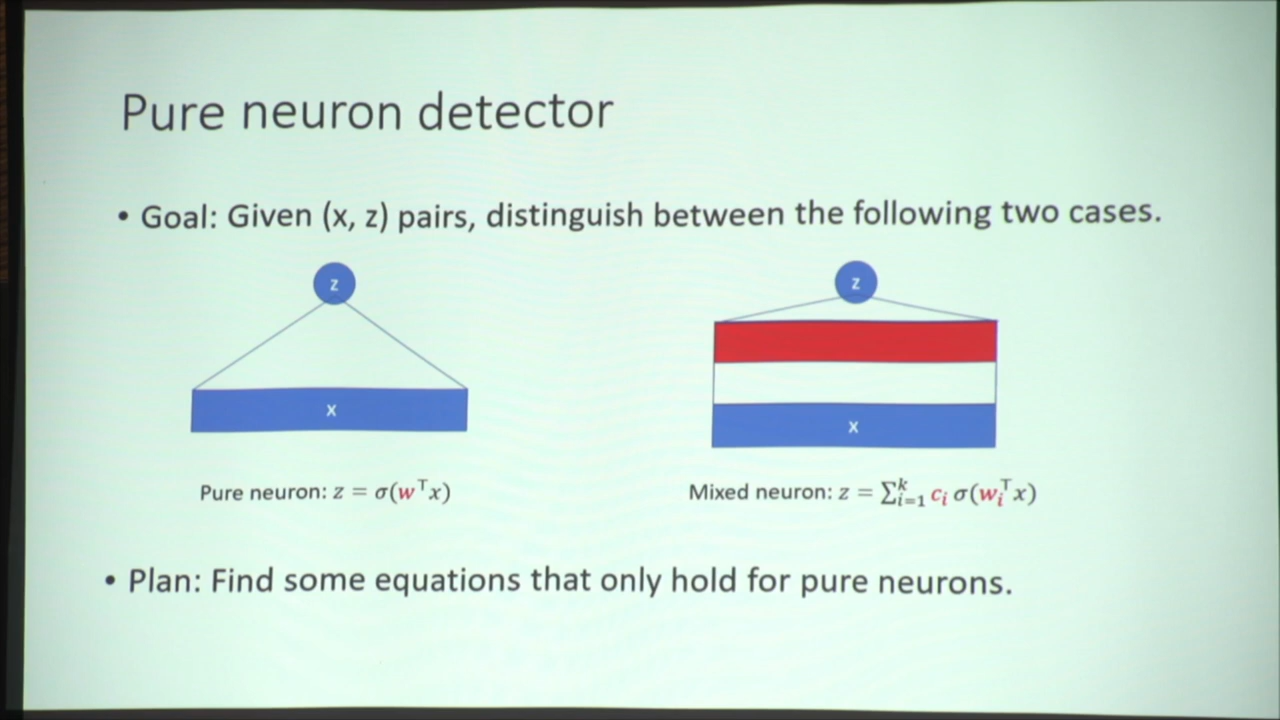 Pure neuron detector
• Goal: Given (x, z) pairs, distinguish between the following two cases.
z
z
x
x
Pure neuron: z = σ(wᵀx)
Mixed neuron: z = ∑ᵏᵢ₌₁ cᵢ σ(wᵢᵀx)
• Plan: Find some equations that only hold for pure neurons.